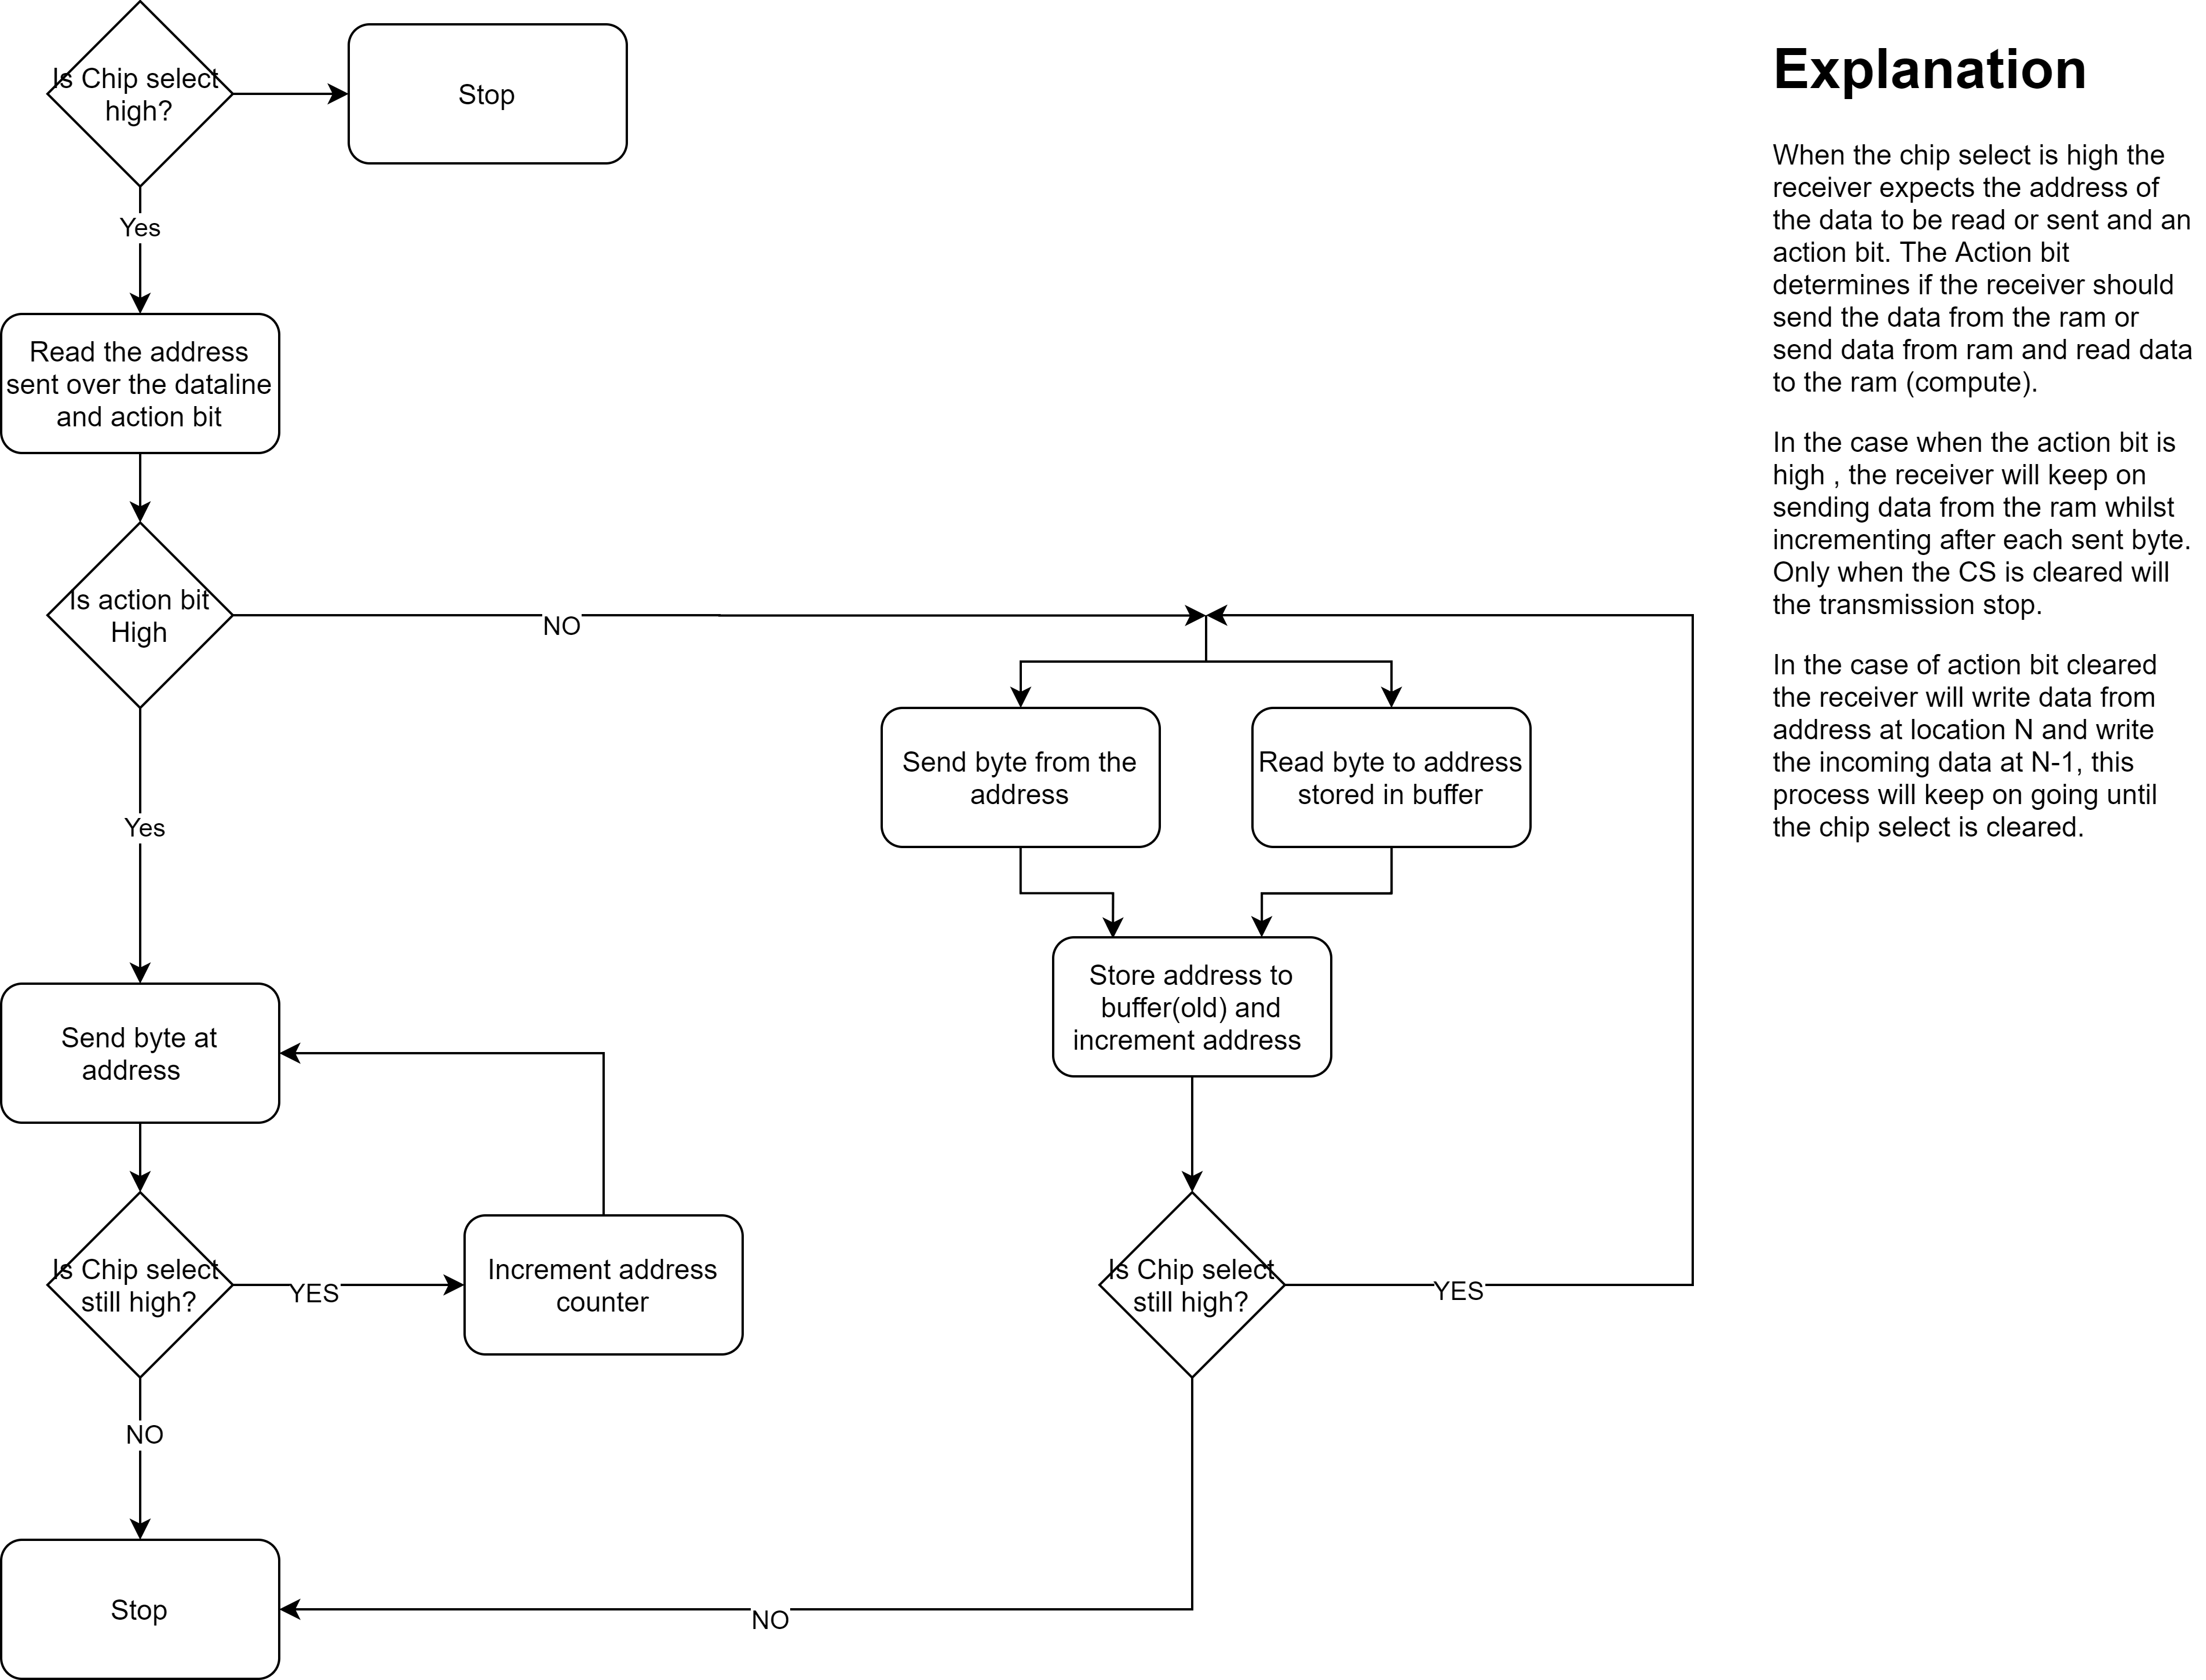 Is Chip select
high?
Stop
Yes
Read the address
sent over the dataline
and action bit
Is action bit
High
NO
Yes
Send byte from the
address
Read byte to address
stored in buffer
Store address to
buffer(old) and
increment address
Send byte at
address
Is Chip select
still high?
YES
Increment address
counter
Is Chip select
still high?
YES
NO
Stop
NO
Explanation
When the chip select is high the
receiver expects the address of
the data to be read or sent and an
action bit. The Action bit
determines if the receiver should
send the data from the ram or
send data from ram and read data
to the ram (compute).
In the case when the action bit is
high , the receiver will keep on
sending data from the ram whilst
incrementing after each sent byte.
Only when the CS is cleared will
the transmission stop.
In the case of action bit cleared
the receiver will write data from
address at location N and write
the incoming data at N-1, this
process will keep on going until
the chip select is cleared.